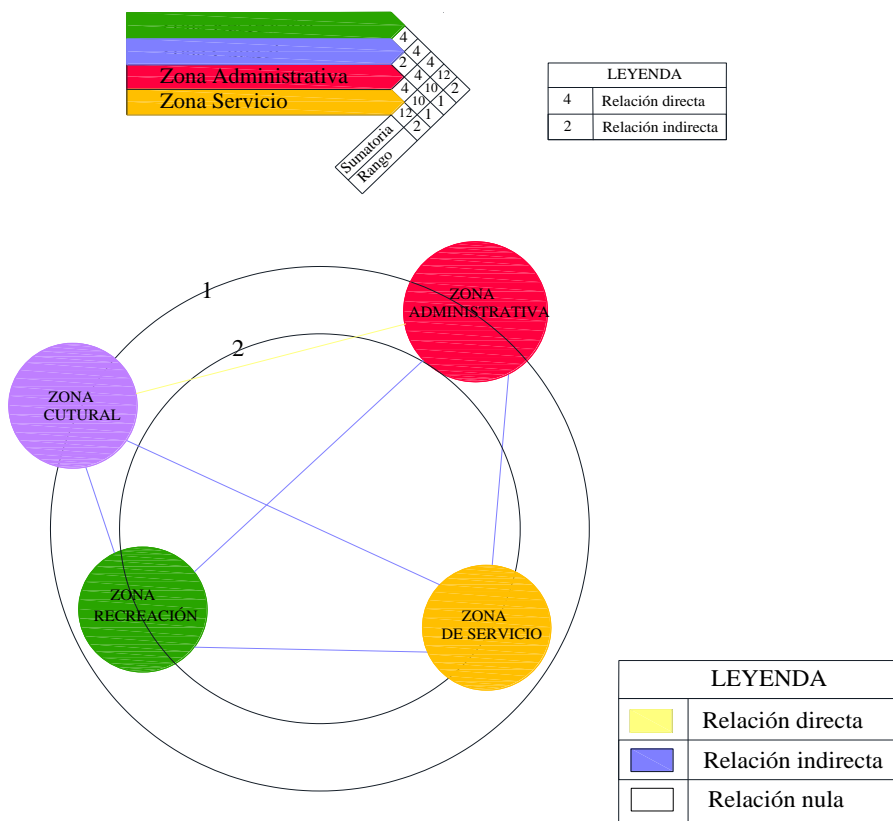 Zona Administrativa
Zona Servicio
4
4
2
4
4
12
4
10
2
4
10
1
12
1
2
Sumatoria
Rango
LEYENDA
4 Relación directa
2 Relación indirecta
1
2
ZONA
ADMINISTRATIVA
ZONA
CUTURAL
ZONA
RECREACIÓN
ZONA
DE SERVICIO
LEYENDA
Relación directa
Relación indirecta
Relación nula